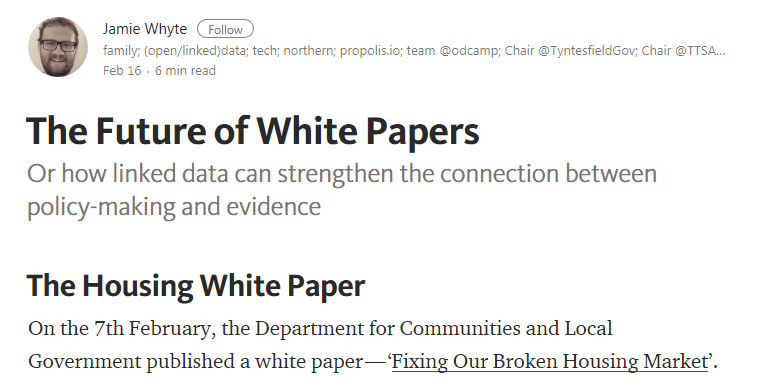 Jamie Whyte Follow
family; (open/linked)data; tech; northern; propolis.io; team @odcamp; Chair @TyntesfieldGov; Chair @TTSA...
Feb 16 · 6 min read
The Future of White Papers
Or how linked data can strengthen the connection between
policy-making and evidence
The Housing White Paper
On the 7th February, the Department for Communities and Local
Government published a white paper — ‘Fixing Our Broken Housing Market’.